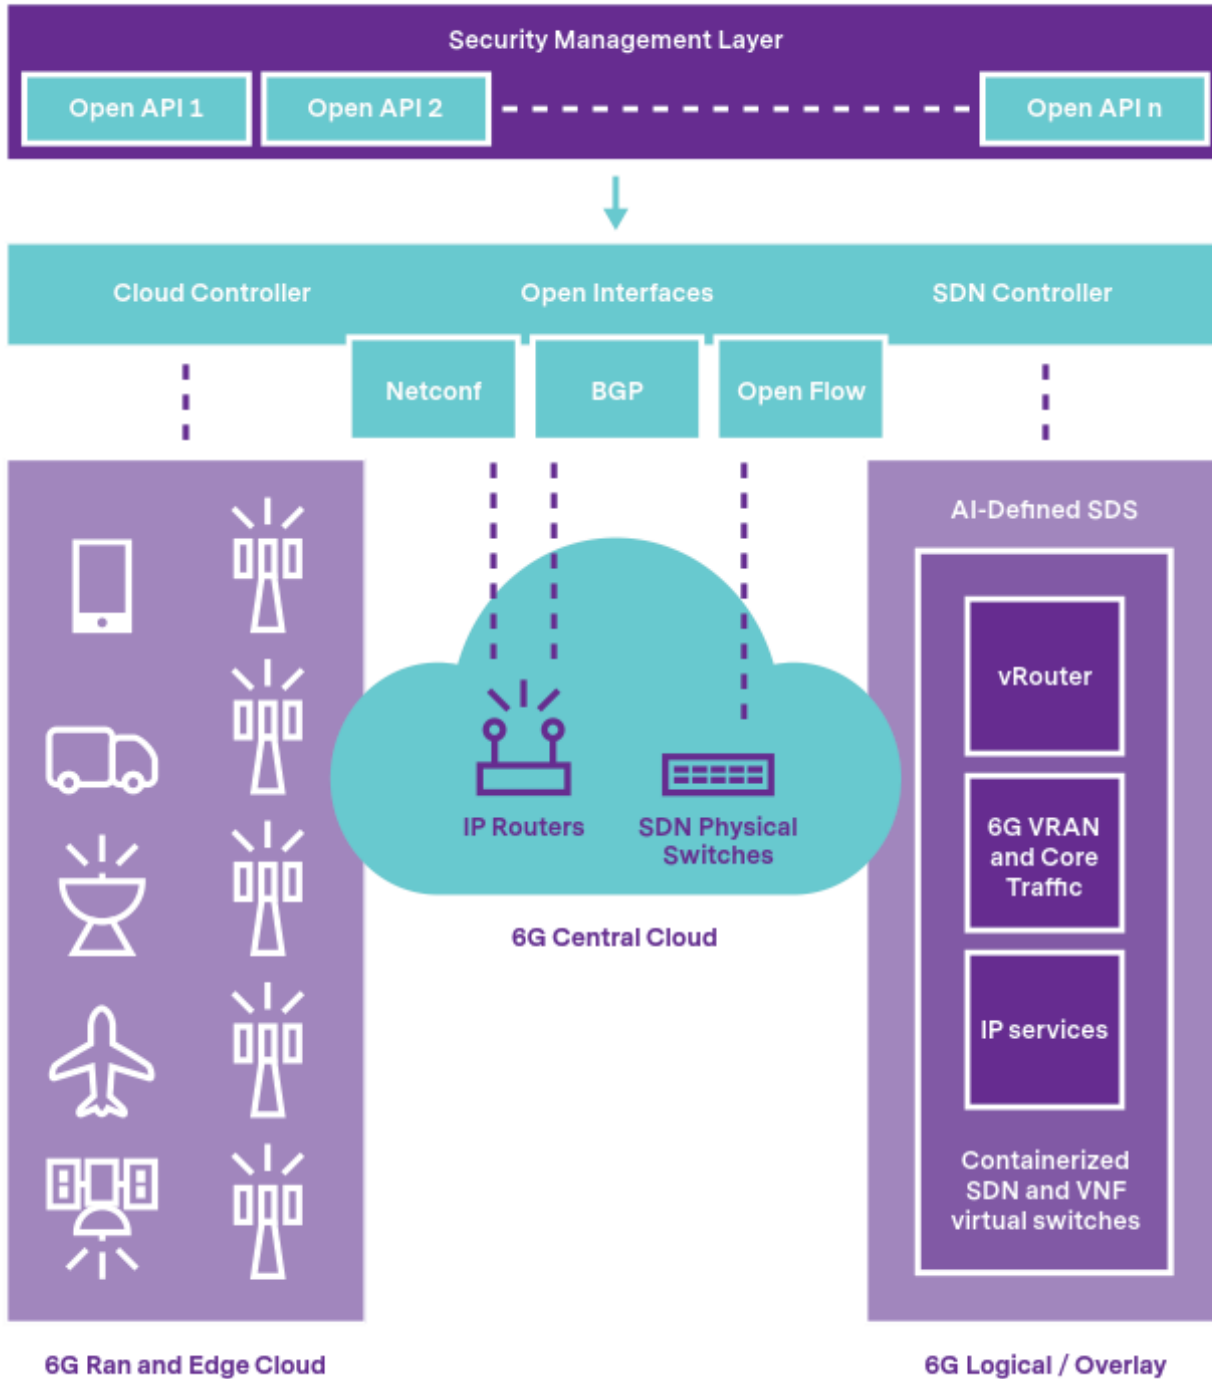 Security Management Layer
Open API 1
Open API 2
Open API n
Cloud Controller
Open Interfaces
SDN Controller
Netconf
BGP
Open Flow
AI-Defined SDS
vRouter
6G VRAN
and Core
Traffic
IP services
Containerized
SDN and VNF
virtual switches
IP Routers
SDN Physical
Switches
6G Central Cloud
6G Ran and Edge Cloud
6G Logical / Overlay